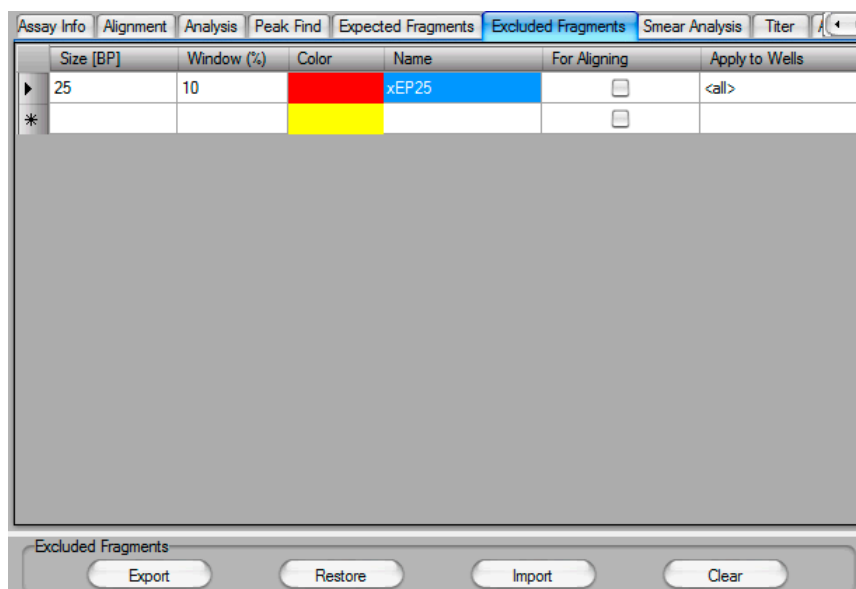 Assay Info Alignment Analysis Peak Find Expected Fragments Excluded Fragments Smear Analysis Titer
Size [BP] Window (%) Color Name For Aligning Apply to Wells
25 10 xEP25 <all>
Excluded Fragments
Export Restore Import Clear